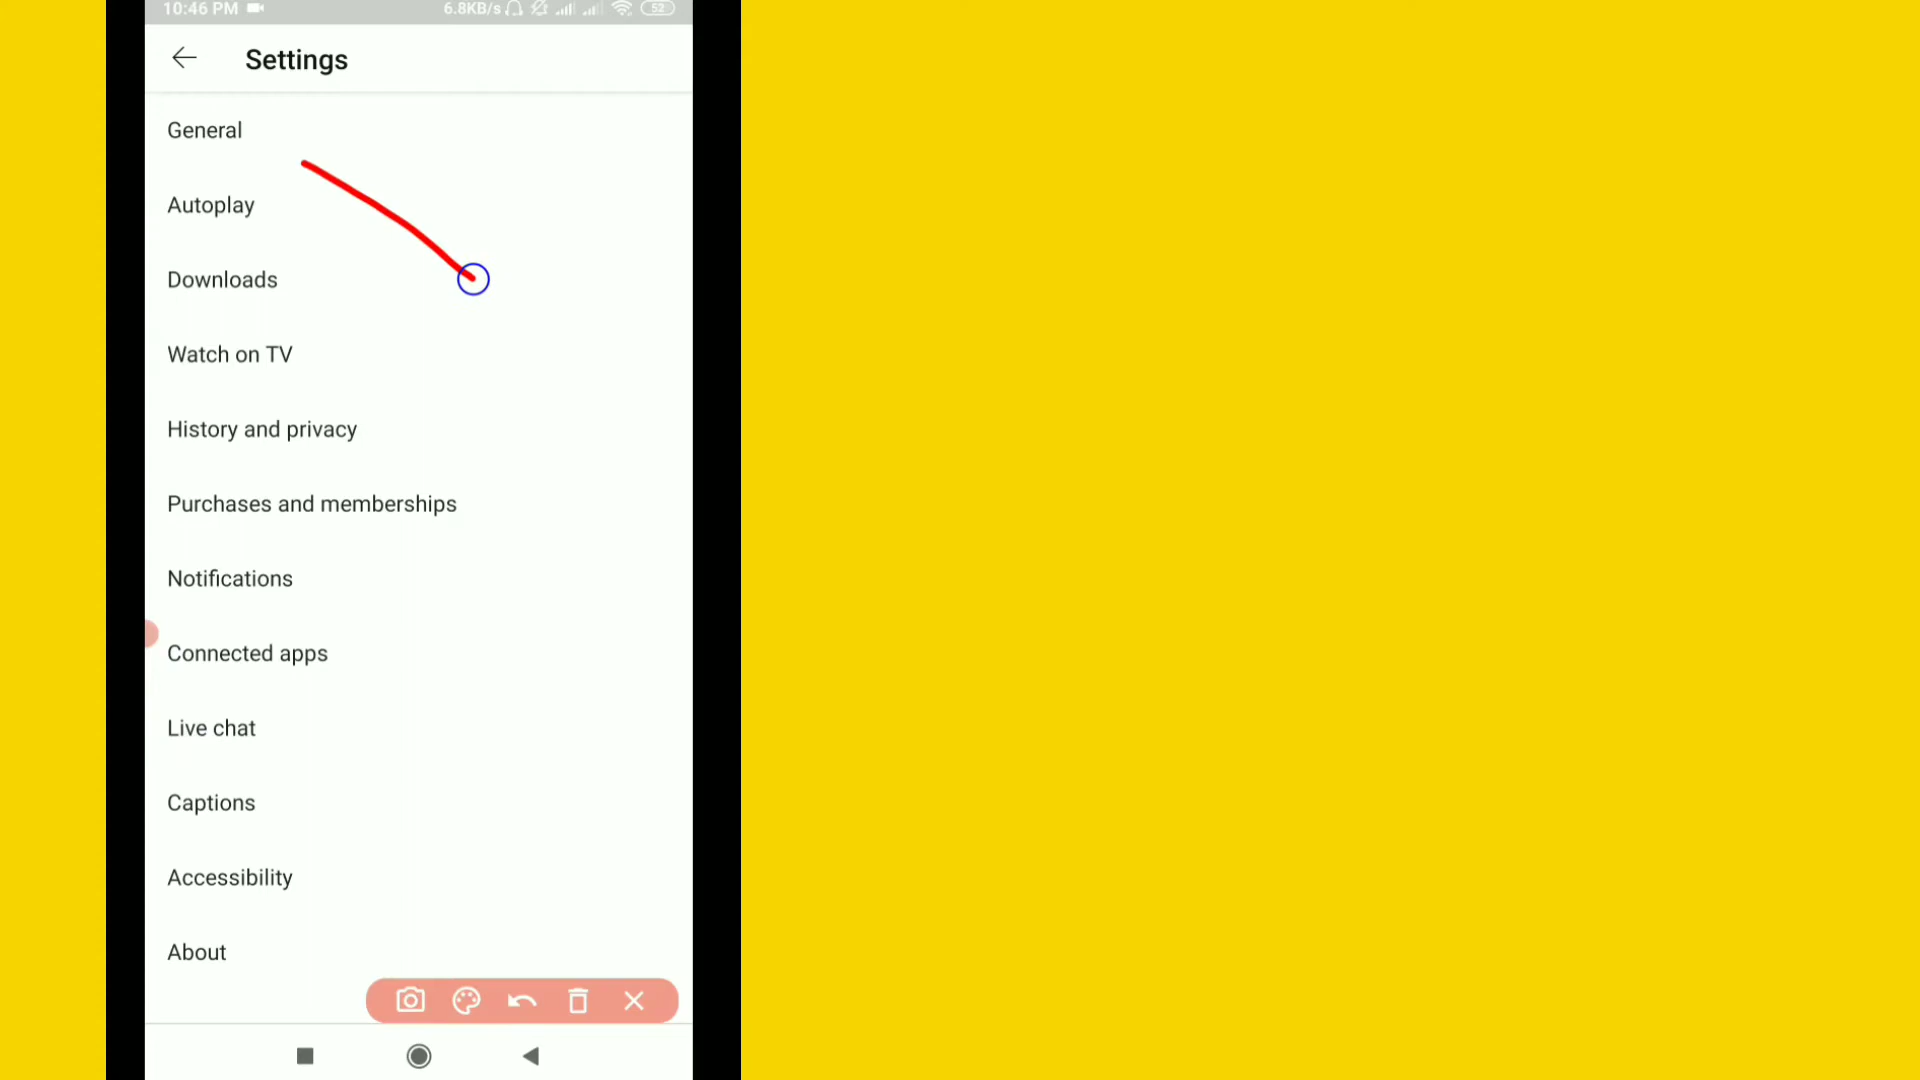 10:46 PM 6.8KB/s 52
Settings
General
Autoplay
Downloads
Watch on TV
History and privacy
Purchases and memberships
Notifications
Connected apps
Live chat
Captions
Accessibility
About